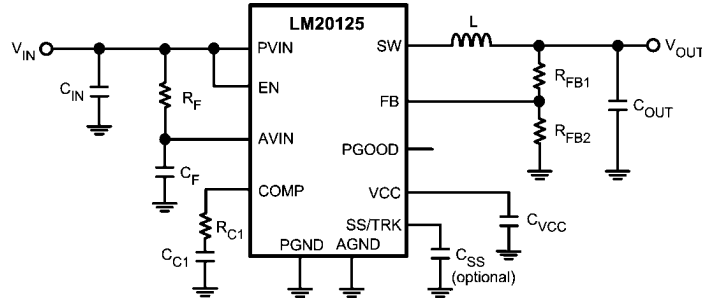 LM20125
V_IN
PVIN
SW
L
V_OUT
C_IN
R_F
EN
FB
R_FB1
C_OUT
AVIN
PGOOD
R_FB2
C_F
COMP
VCC
R_C1
SS/TRK
C_VCC
C_C1
PGND
AGND
C_SS
(optional)